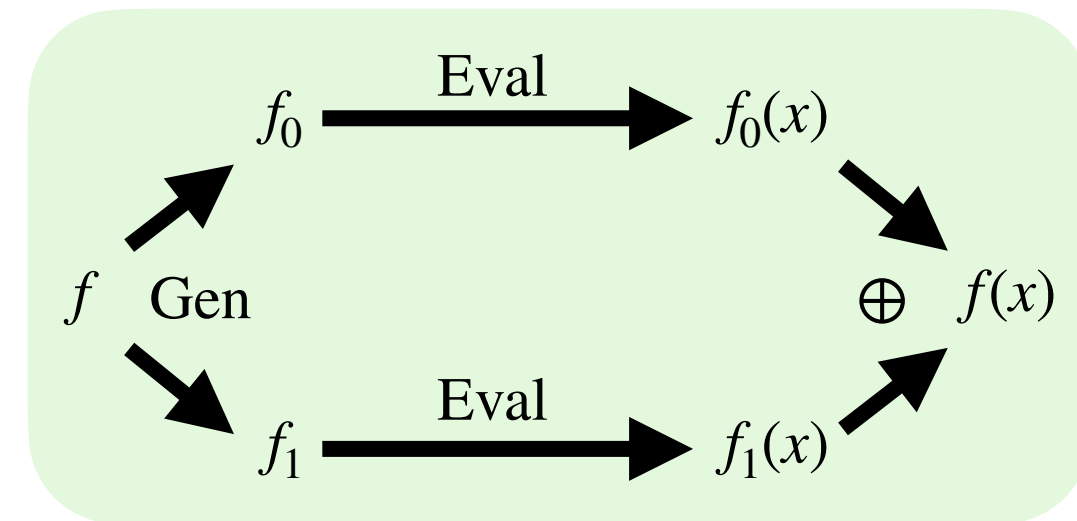 Eval
f₀ f₀(x)
f Gen ⊕ f(x)
Eval
f₁ f₁(x)